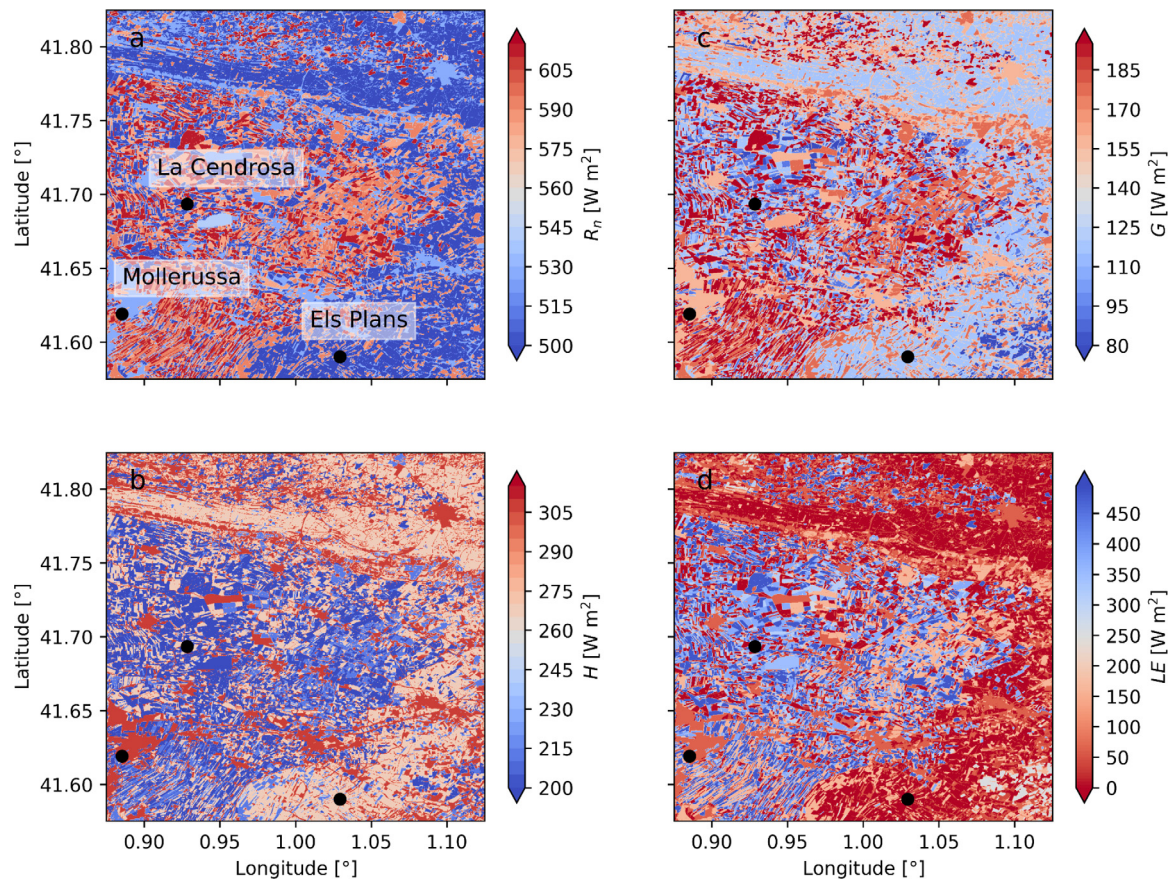 a
41.80
41.75
41.70
41.65
41.60
Latitude [°]
La Cendrosa
Mollerussa
Els Plans
605
590
575
560
545
530
515
500
R_n [W m²]
c
185
170
155
140
125
110
95
80
G [W m²]
b
41.80
41.75
41.70
41.65
41.60
Latitude [°]
0.90 0.95 1.00 1.05 1.10
Longitude [°]
305
290
275
260
245
230
215
200
H [W m²]
d
0.90 0.95 1.00 1.05 1.10
Longitude [°]
450
400
350
300
250
200
150
100
50
0
LE [W m²]